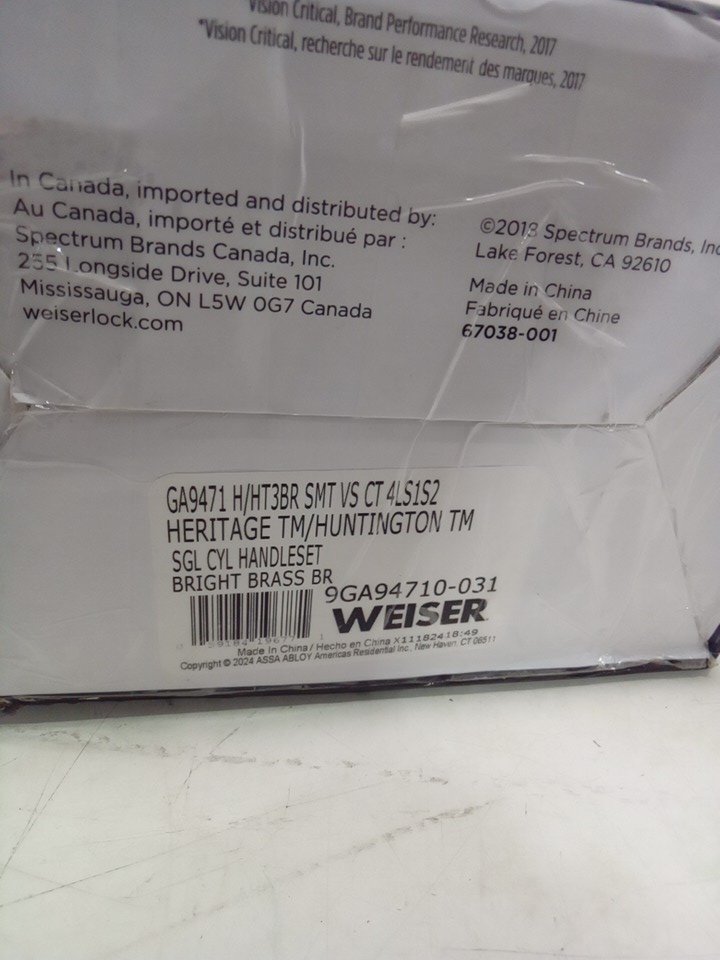 Vision Critical, Brand Performance Research, 2017
*Vision Critical, recherche sur le rendement des marques, 2017
In Canada, imported and distributed by:
Au Canada, importé et distribué par :
Spectrum Brands Canada, Inc.
255 Longside Drive, Suite 101
Mississauga, ON L5W 0G7 Canada
weiserlock.com
©2018 Spectrum Brands, Inc
Lake Forest, CA 92610
Made in China
Fabriqué en Chine
67038-001
GA9471 H/HT3BR SMT VS CT 4LS1S2
HERITAGE TM/HUNTINGTON TM
SGL CYL HANDLESET
BRIGHT BRASS BR
9GA94710-031
WEISER
Made in China / Hecho en China X11182418:49
Copyright © 2024 ASSA ABLOY Americas Residential Inc. New Haven, CT 06511